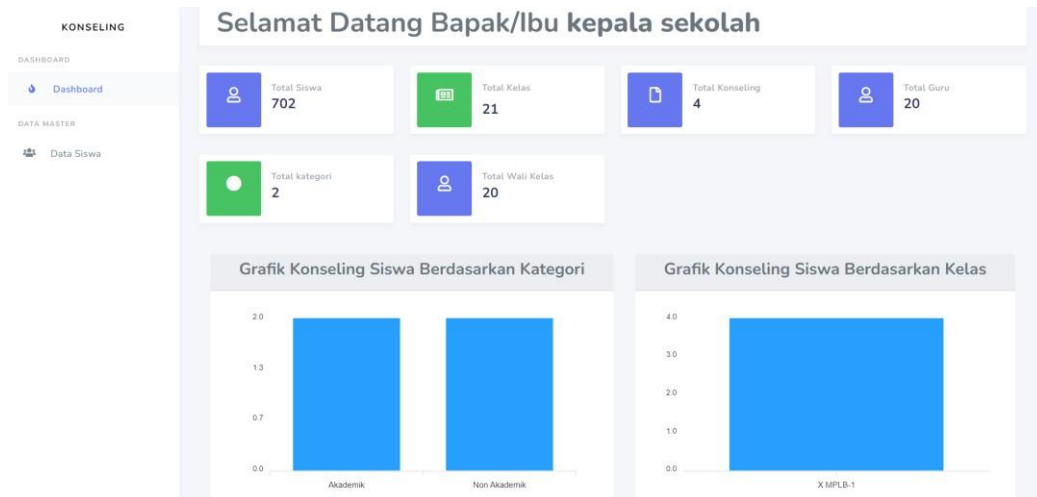 KONSELING
DASHBOARD
Dashboard
DATA MASTER
Data Siswa
Selamat Datang Bapak/Ibu kepala sekolah
Total Siswa
702
Total Kelas
21
Total Konseling
4
Total Guru
20
Total kategori
2
Total Wali Kelas
20
Grafik Konseling Siswa Berdasarkan Kategori
2.0
1.3
0.7
0.0
Akademik
Non Akademik
Grafik Konseling Siswa Berdasarkan Kelas
4.0
3.0
2.0
1.0
0.0
X MPLB-1